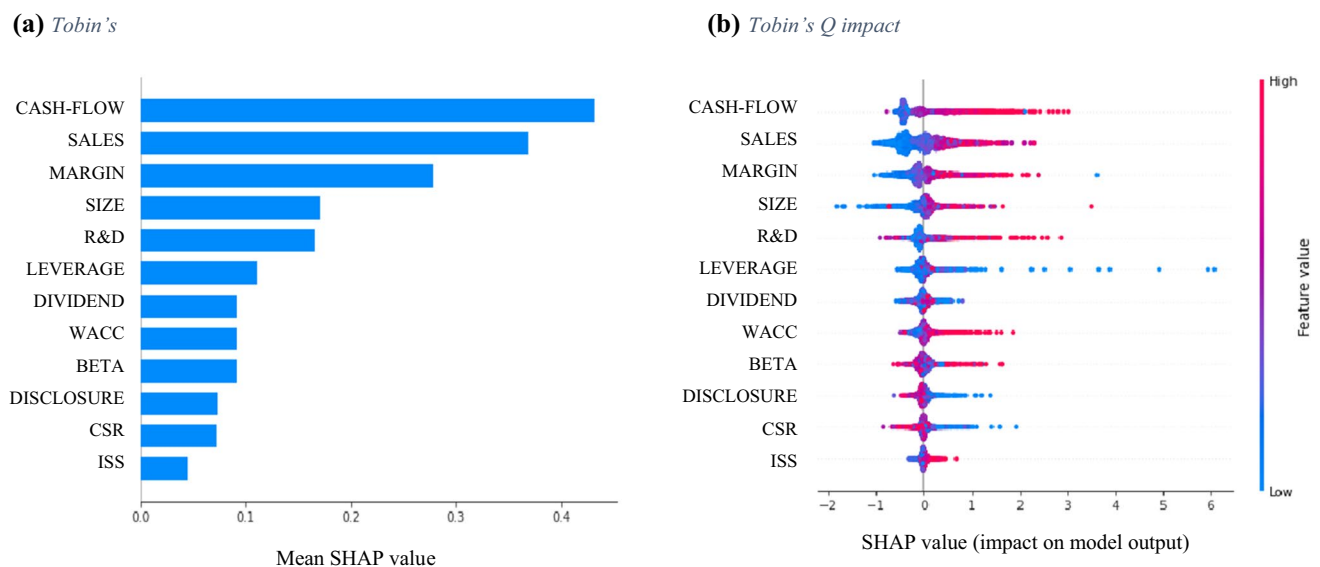 (a) Tobin's
CASH-FLOW
SALES
MARGIN
SIZE
R&D
LEVERAGE
DIVIDEND
WACC
BETA
DISCLOSURE
CSR
ISS
0.0 0.1 0.2 0.3 0.4
Mean SHAP value
(b) Tobin's Q impact
CASH-FLOW
SALES
MARGIN
SIZE
R&D
LEVERAGE
DIVIDEND
WACC
BETA
DISCLOSURE
CSR
ISS
−2 −1 0 1 2 3 4 5 6
SHAP value (impact on model output)
High
Feature value
Low